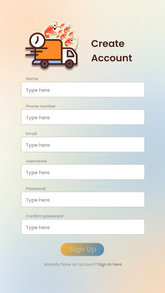 Create
Account
Name
Type here
Phone number
Type here
Email
Type here
Username
Type here
Password
Type here
Confirm password
Type here
Sign Up
Already have an account? Sign in here